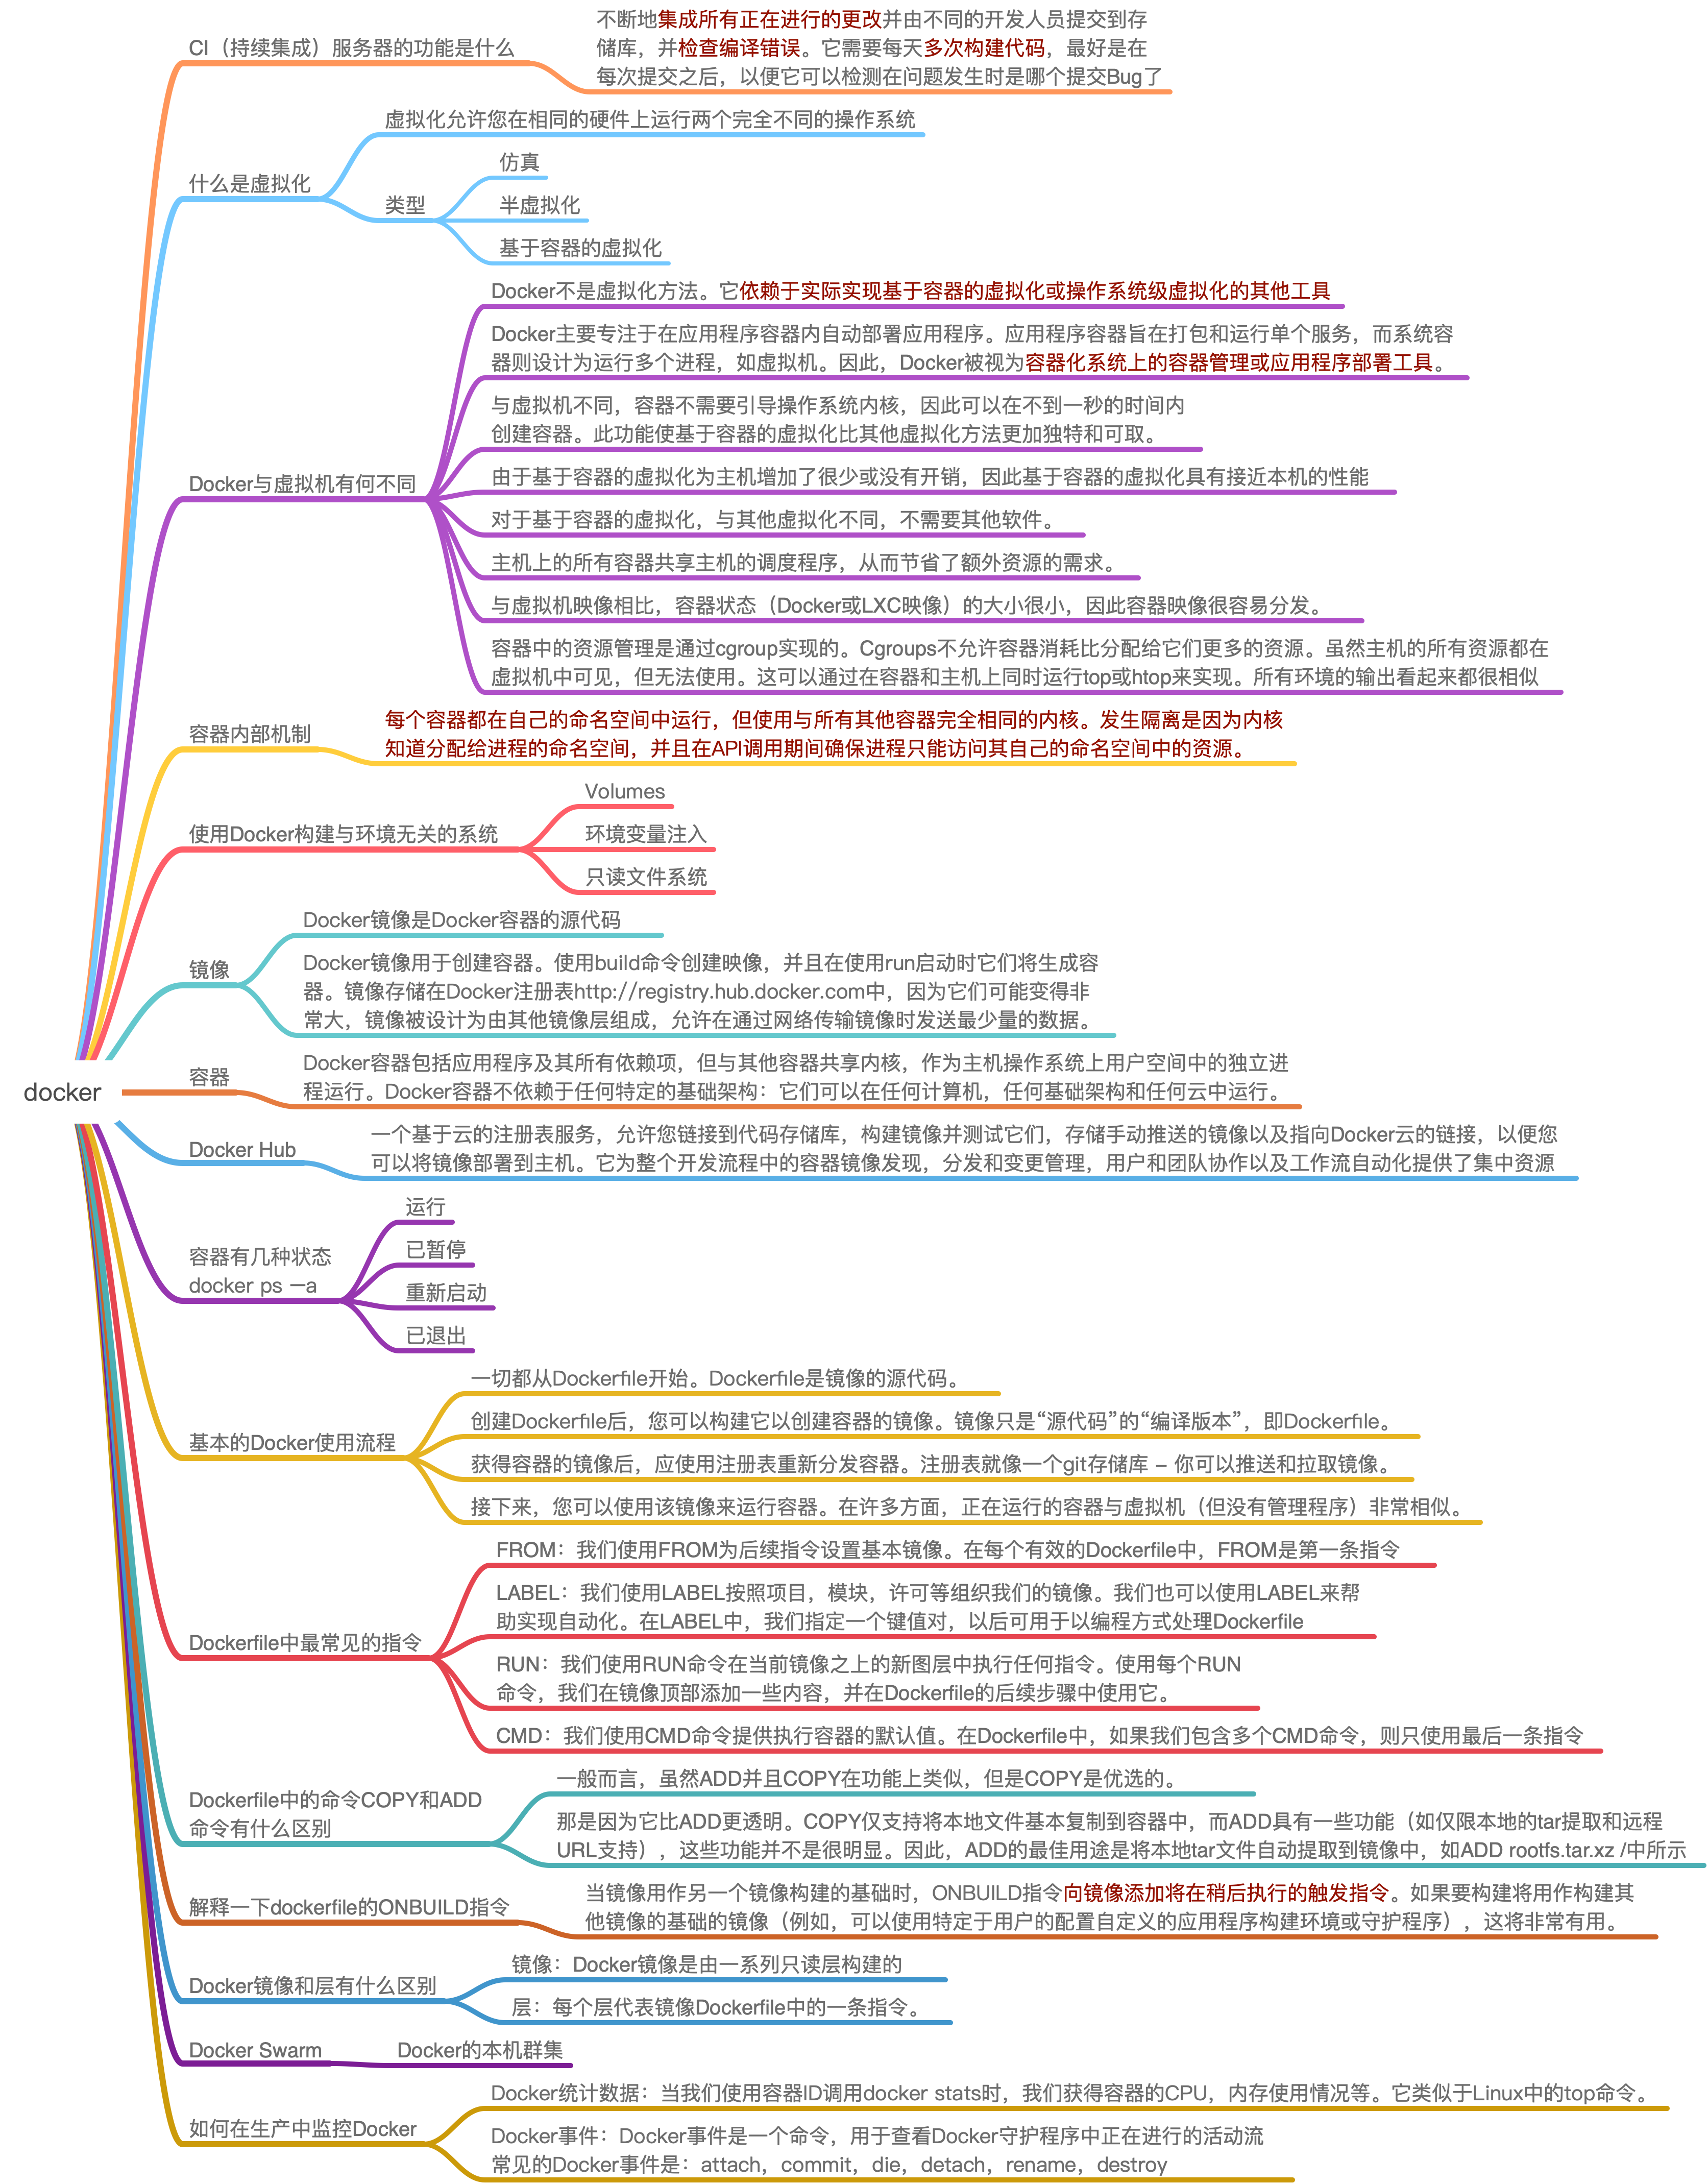 CI（持续集成）服务器的功能是什么
不断地集成所有正在进行的更改并由不同的开发人员提交到存
储库，并检查编译错误。它需要每天多次构建代码，最好是在
每次提交之后，以便它可以检测在问题发生时是哪个提交Bug了
什么是虚拟化
虚拟化允许您在相同的硬件上运行两个完全不同的操作系统
类型
仿真
半虚拟化
基于容器的虚拟化
Docker与虚拟机有何不同
Docker不是虚拟化方法。它依赖于实际实现基于容器的虚拟化或操作系统级虚拟化的其他工具
Docker主要专注于在应用程序容器内自动部署应用程序。应用程序容器旨在打包和运行单个服务，而系统容
器则设计为运行多个进程，如虚拟机。因此，Docker被视为容器化系统上的容器管理或应用程序部署工具。
与虚拟机不同，容器不需要引导操作系统内核，因此可以在不到一秒的时间内
创建容器。此功能使基于容器的虚拟化比其他虚拟化方法更加独特和可取。
由于基于容器的虚拟化为主机增加了很少或没有开销，因此基于容器的虚拟化具有接近本机的性能
对于基于容器的虚拟化，与其他虚拟化不同，不需要其他软件。
主机上的所有容器共享主机的调度程序，从而节省了额外资源的需求。
与虚拟机映像相比，容器状态（Docker或LXC映像）的大小很小，因此容器映像很容易分发。
容器中的资源管理是通过cgroup实现的。Cgroups不允许容器消耗比分配给它们更多的资源。虽然主机的所有资源都在
虚拟机中可见，但无法使用。这可以通过在容器和主机上同时运行top或htop来实现。所有环境的输出看起来都很相似
容器内部机制
每个容器都在自己的命名空间中运行，但使用与所有其他容器完全相同的内核。发生隔离是因为内核
知道分配给进程的命名空间，并且在API调用期间确保进程只能访问其自己的命名空间中的资源。
使用Docker构建与环境无关的系统
Volumes
环境变量注入
只读文件系统
镜像
Docker镜像是Docker容器的源代码
Docker镜像用于创建容器。使用build命令创建映像，并且在使用run启动时它们将生成容
器。镜像存储在Docker注册表http://registry.hub.docker.com中，因为它们可能变得非
常大，镜像被设计为由其他镜像层组成，允许在通过网络传输镜像时发送最少量的数据。
docker
容器
Docker容器包括应用程序及其所有依赖项，但与其他容器共享内核，作为主机操作系统上用户空间中的独立进
程运行。Docker容器不依赖于任何特定的基础架构：它们可以在任何计算机，任何基础架构和任何云中运行。
Docker Hub
一个基于云的注册表服务，允许您链接到代码存储库，构建镜像并测试它们，存储手动推送的镜像以及指向Docker云的链接，以便您
可以将镜像部署到主机。它为整个开发流程中的容器镜像发现，分发和变更管理，用户和团队协作以及工作流自动化提供了集中资源
容器有几种状态
docker ps —a
运行
已暂停
重新启动
已退出
基本的Docker使用流程
一切都从Dockerfile开始。Dockerfile是镜像的源代码。
创建Dockerfile后，您可以构建它以创建容器的镜像。镜像只是“源代码”的“编译版本”，即Dockerfile。
获得容器的镜像后，应使用注册表重新分发容器。注册表就像一个git存储库 – 你可以推送和拉取镜像。
接下来，您可以使用该镜像来运行容器。在许多方面，正在运行的容器与虚拟机（但没有管理程序）非常相似。
Dockerfile中最常见的指令
FROM：我们使用FROM为后续指令设置基本镜像。在每个有效的Dockerfile中，FROM是第一条指令
LABEL：我们使用LABEL按照项目，模块，许可等组织我们的镜像。我们也可以使用LABEL来帮
助实现自动化。在LABEL中，我们指定一个键值对，以后可用于以编程方式处理Dockerfile
RUN：我们使用RUN命令在当前镜像之上的新图层中执行任何指令。使用每个RUN
命令，我们在镜像顶部添加一些内容，并在Dockerfile的后续步骤中使用它。
CMD：我们使用CMD命令提供执行容器的默认值。在Dockerfile中，如果我们包含多个CMD命令，则只使用最后一条指令
Dockerfile中的命令COPY和ADD
命令有什么区别
一般而言，虽然ADD并且COPY在功能上类似，但是COPY是优选的。
那是因为它比ADD更透明。COPY仅支持将本地文件基本复制到容器中，而ADD具有一些功能（如仅限本地的tar提取和远程
URL支持），这些功能并不是很明显。因此，ADD的最佳用途是将本地tar文件自动提取到镜像中，如ADD rootfs.tar.xz /中所示
解释一下dockerfile的ONBUILD指令
当镜像用作另一个镜像构建的基础时，ONBUILD指令向镜像添加将在稍后执行的触发指令。如果要构建将用作构建其
他镜像的基础的镜像（例如，可以使用特定于用户的配置自定义的应用程序构建环境或守护程序），这将非常有用。
Docker镜像和层有什么区别
镜像：Docker镜像是由一系列只读层构建的
层：每个层代表镜像Dockerfile中的一条指令。
Docker Swarm
Docker的本机群集
如何在生产中监控Docker
Docker统计数据：当我们使用容器ID调用docker stats时，我们获得容器的CPU，内存使用情况等。它类似于Linux中的top命令。
Docker事件：Docker事件是一个命令，用于查看Docker守护程序中正在进行的活动流
常见的Docker事件是：attach，commit，die，detach，rename，destroy